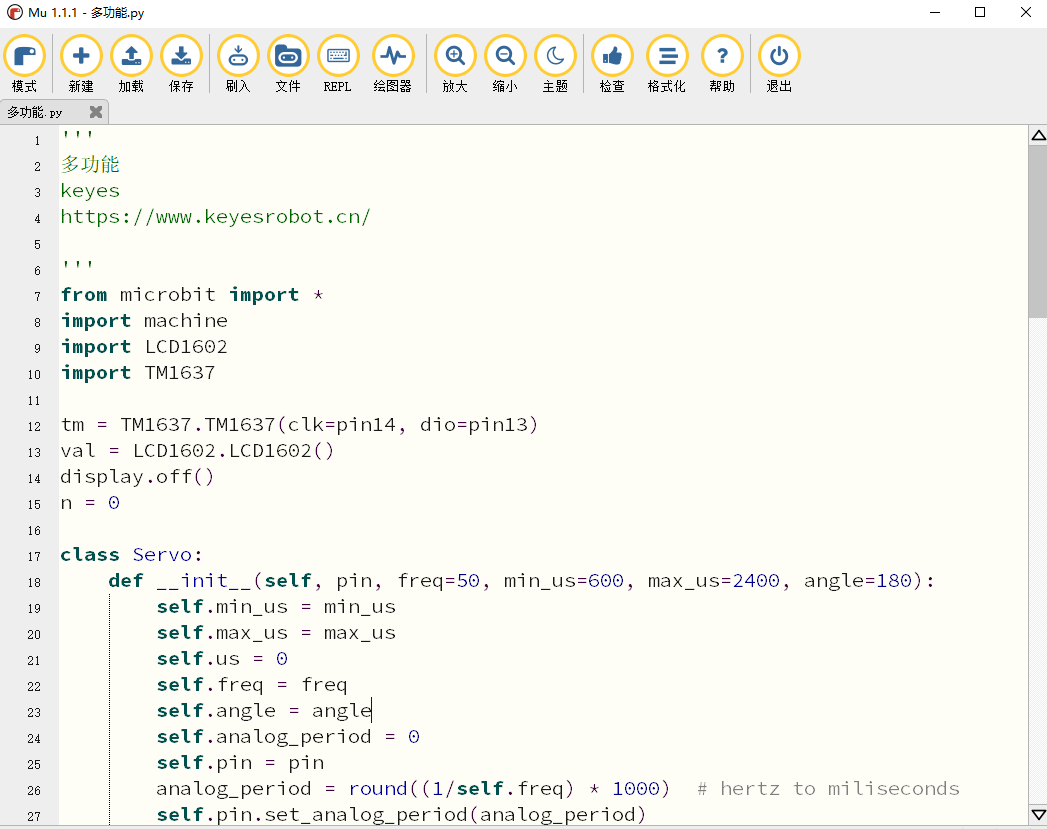 Mu 1.1.1 - 多功能.py
模式 新建 加载 保存 刷入 文件 REPL 绘图器 放大 缩小 主题 检查 格式化 帮助 退出
多功能.py
1 '''
2 多功能
3 keyes
4 https://www.keyesrobot.cn/
5
6 '''
7 from microbit import *
8 import machine
9 import LCD1602
10 import TM1637
11
12 tm = TM1637.TM1637(clk=pin14, dio=pin13)
13 val = LCD1602.LCD1602()
14 display.off()
15 n = 0
16
17 class Servo:
18     def __init__(self, pin, freq=50, min_us=600, max_us=2400, angle=180):
19         self.min_us = min_us
20         self.max_us = max_us
21         self.us = 0
22         self.freq = freq
23         self.angle = angle
24         self.analog_period = 0
25         self.pin = pin
26         analog_period = round((1/self.freq) * 1000)  # hertz to miliseconds
27         self.pin.set_analog_period(analog_period)